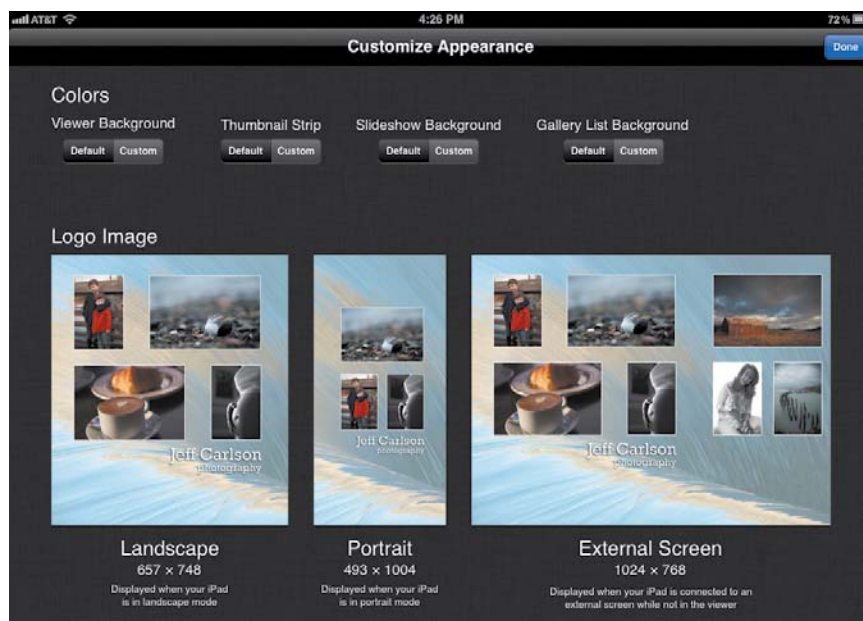 AT&T 4:26 PM 72%
Customize Appearance Done
Colors
Viewer Background Thumbnail Strip Slideshow Background Gallery List Background
Default Custom Default Custom Default Custom Default Custom
Logo Image
Jeff Carlson
photography
Jeff Carlson
photography
Jeff Carlson
photography
Landscape Portrait External Screen
657 × 748 493 × 1004 1024 × 768
Displayed when your iPad Displayed when your iPad Displayed when your iPad is connected to an
is in landscape mode is in portrait mode external screen while not in the viewer